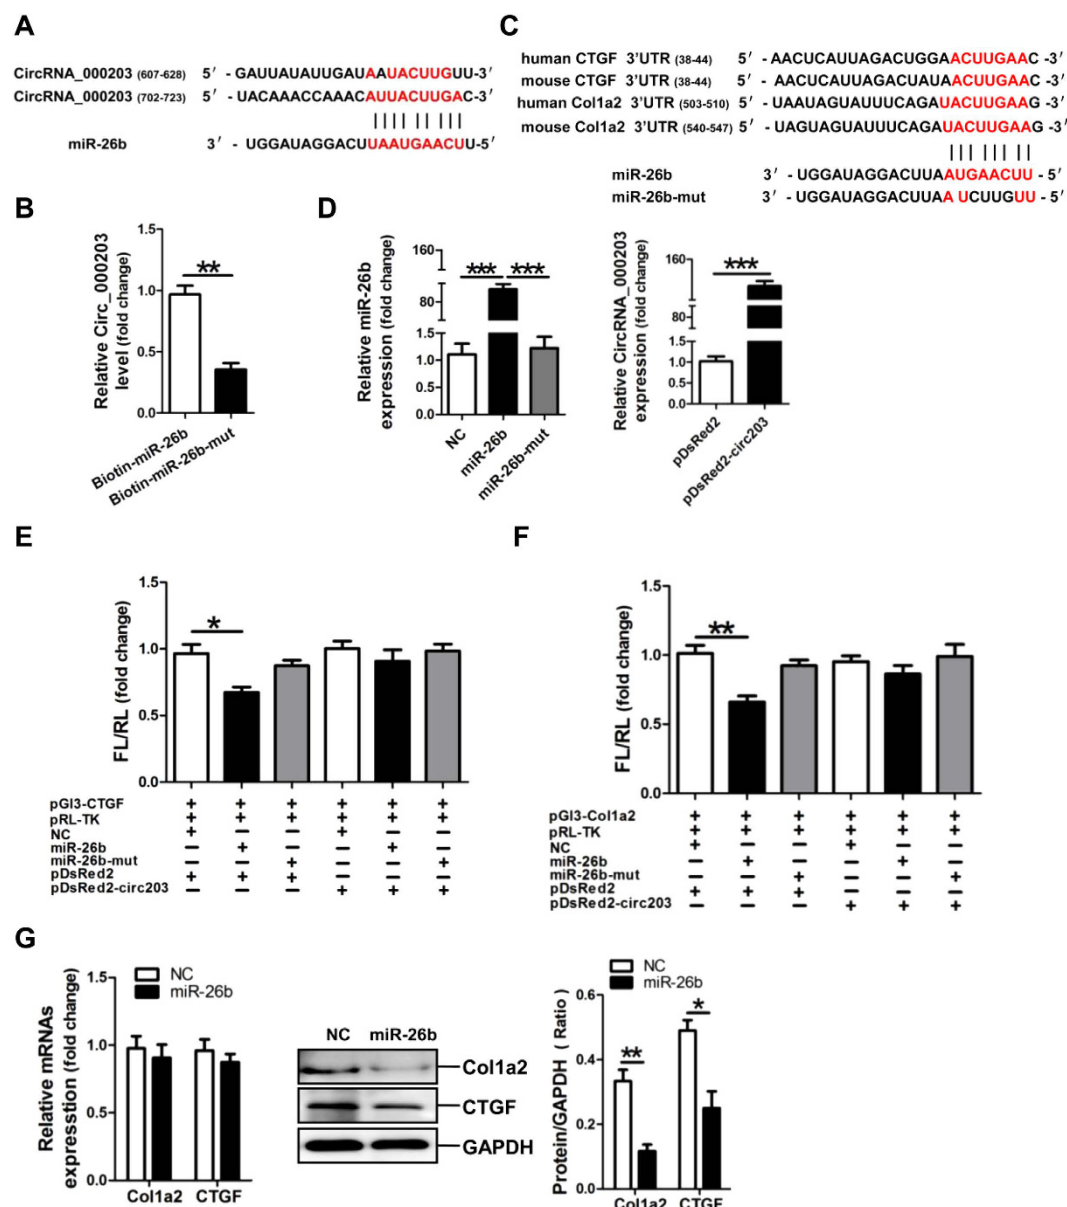 A
CircRNA_000203 (607-628) 5′ - GAUUAUAUUGAUAAUACUUGUU-3′
CircRNA_000203 (702-723) 5′ - UACAAACCAAACAUUACUUGAC-3′
miR-26b 3′ - UGGAUAGGACUUAAUGAACUU-5′
C
human CTGF 3′UTR (38-44) 5′ - AACUCAUUAGACUGGAACUUGAAC -3′
mouse CTGF 3′UTR (38-44) 5′ - AACUCAUUAGACUAUAACUUGAAC -3′
human Col1a2 3′UTR (503-510) 5′ - UAAUAGUAUUUCAGAUACUUGAAG -3′
mouse Col1a2 3′UTR (540-547) 5′ - UAGUAGUAUUUCAGAUACUUGAAG -3′
miR-26b 3′ - UGGAUAGGACUUAAUGAACUU - 5′
miR-26b-mut 3′ - UGGAUAGGACUUAA UCUUGUU - 5′
B
Relative Circ_000203
level (fold change)
1.5
1.0
0.5
0.0
**
Biotin-miR-26b
Biotin-miR-26b-mut
D
Relative miR-26b
expression (fold change)
160
80
1.5
1.0
0.5
0.0
*** ***
NC
miR-26b
miR-26b-mut
Relative CircRNA_000203
expression (fold change)
160
80
1.5
1.0
0.5
0.0
***
pDsRed2
pDsRed2-circ203
E
FL/RL (fold change)
1.5
1.0
0.5
0.0
*
pGl3-CTGF + + + + + +
pRL-TK + + + + + +
NC + − − + − −
miR-26b − + − − + −
miR-26b-mut − − + − − +
pDsRed2 + + + − − −
pDsRed2-circ203 − − − + + +
F
FL/RL (fold change)
1.5
1.0
0.5
0.0
**
pGl3-Col1a2 + + + + + +
pRL-TK + + + + + +
NC + − − + − −
miR-26b − + − − + −
miR-26b-mut − − + − − +
pDsRed2 + + + − − −
pDsRed2-circ203 − − − + + +
G
Relative mRNAs
expresstion (fold change)
NC
miR-26b
1.5
1.0
0.5
0.0
Col1a2 CTGF
NC miR-26b
Col1a2
CTGF
GAPDH
Protein/GAPDH ( Ratio )
NC
miR-26b
0.6
0.4
0.2
0.0
**
*
Col1a2 CTGF